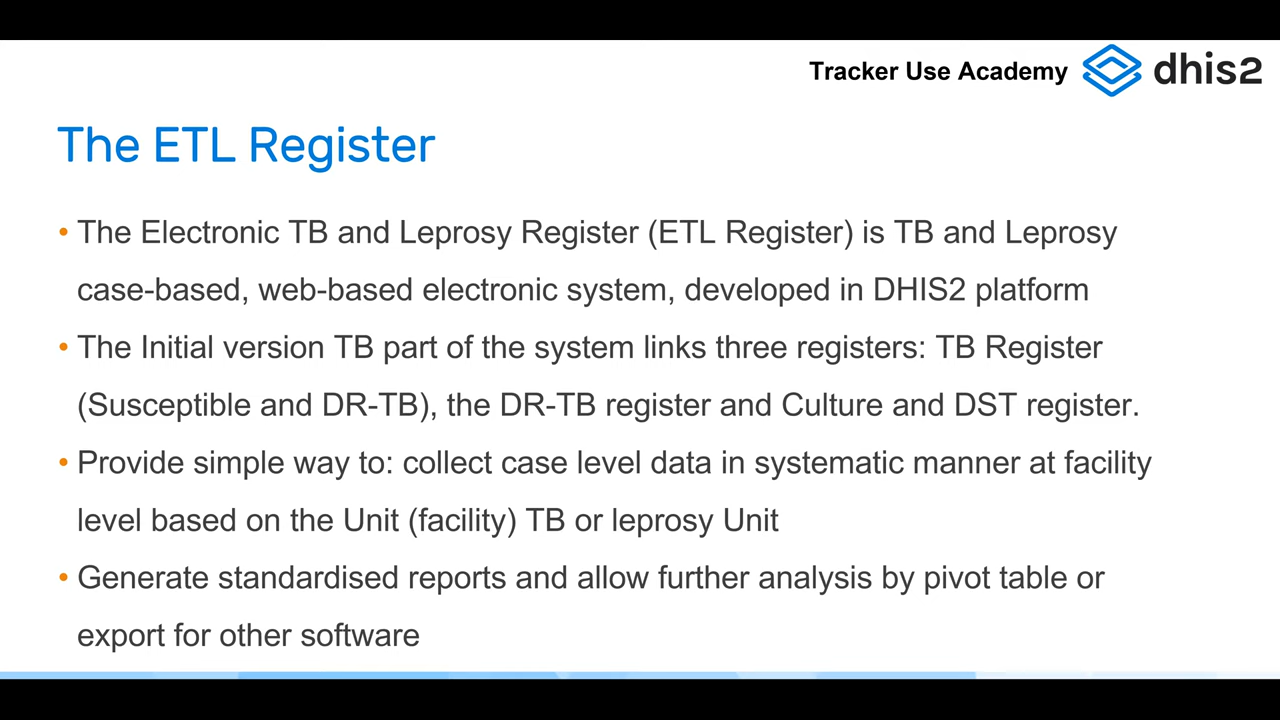 Tracker Use Academy dhis2
The ETL Register
• The Electronic TB and Leprosy Register (ETL Register) is TB and Leprosy
case-based, web-based electronic system, developed in DHIS2 platform
• The Initial version TB part of the system links three registers: TB Register
(Susceptible and DR-TB), the DR-TB register and Culture and DST register.
• Provide simple way to: collect case level data in systematic manner at facility
level based on the Unit (facility) TB or leprosy Unit
• Generate standardised reports and allow further analysis by pivot table or
export for other software